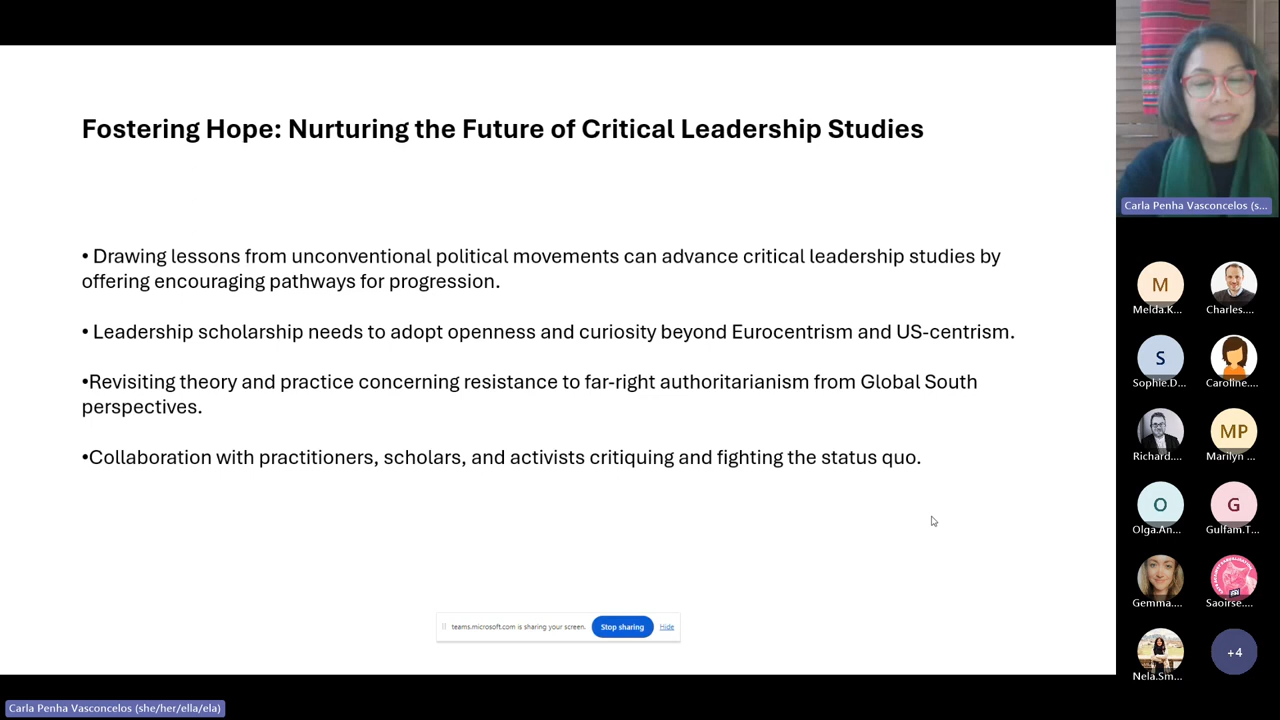 Fostering Hope: Nurturing the Future of Critical Leadership Studies
• Drawing lessons from unconventional political movements can advance critical leadership studies by
offering encouraging pathways for progression.
• Leadership scholarship needs to adopt openness and curiosity beyond Eurocentrism and US-centrism.
•Revisiting theory and practice concerning resistance to far-right authoritarianism from Global South
perspectives.
•Collaboration with practitioners, scholars, and activists critiquing and fighting the status quo.
teams.microsoft.com is sharing your screen. Stop sharing Hide
Carla Penha Vasconcelos (she/her/ella/ela)
Carla Penha Vasconcelos (s...
M
Melda.K...
Charles....
S
Sophie.D...
Caroline....
Richard....
MP
Marilyn ...
O
Olga.An...
G
Gulfam.T...
Gemma....
Saoirse....
Nela.Sm...
+4